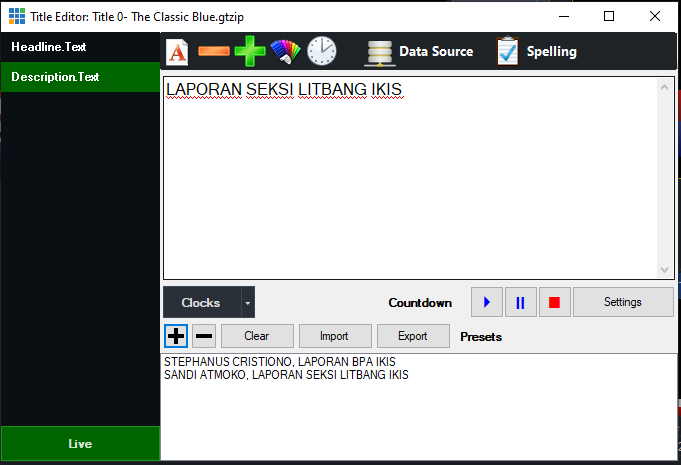 Title Editor: Title 0- The Classic Blue.gtzip
Headline.Text
Description.Text
Data Source
Spelling
LAPORAN SEKSI LITBANG IKIS
Clocks
Countdown
Settings
Clear
Import
Export
Presets
STEPHANUS CRISTIONO, LAPORAN BPA IKIS
SANDI ATMOKO, LAPORAN SEKSI LITBANG IKIS
Live